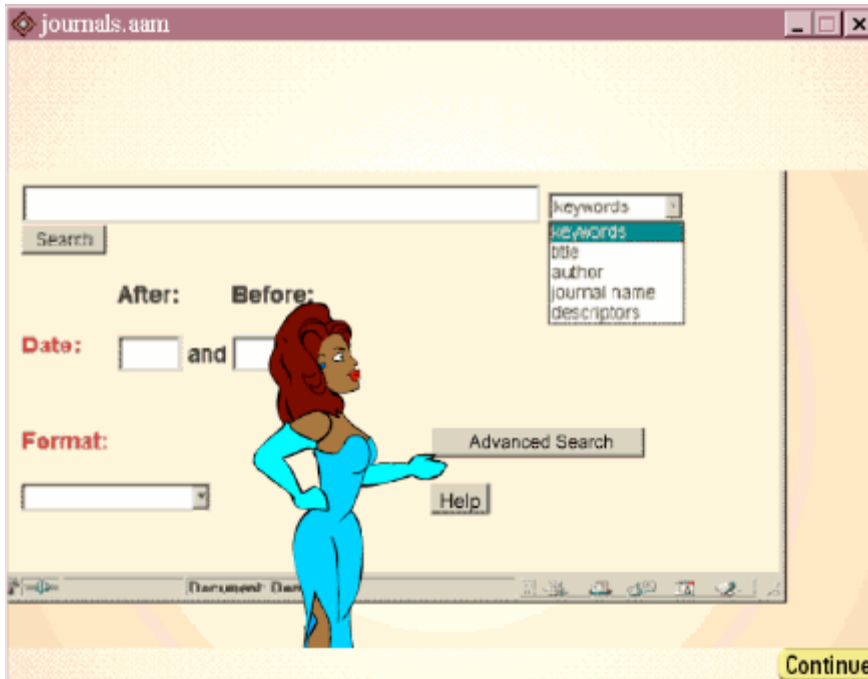 journals.aam
keywords
keywords
title
author
journal name
descriptors
Search
After: Before:
Date: and
Format:
Advanced Search
Help
Document:
Continue